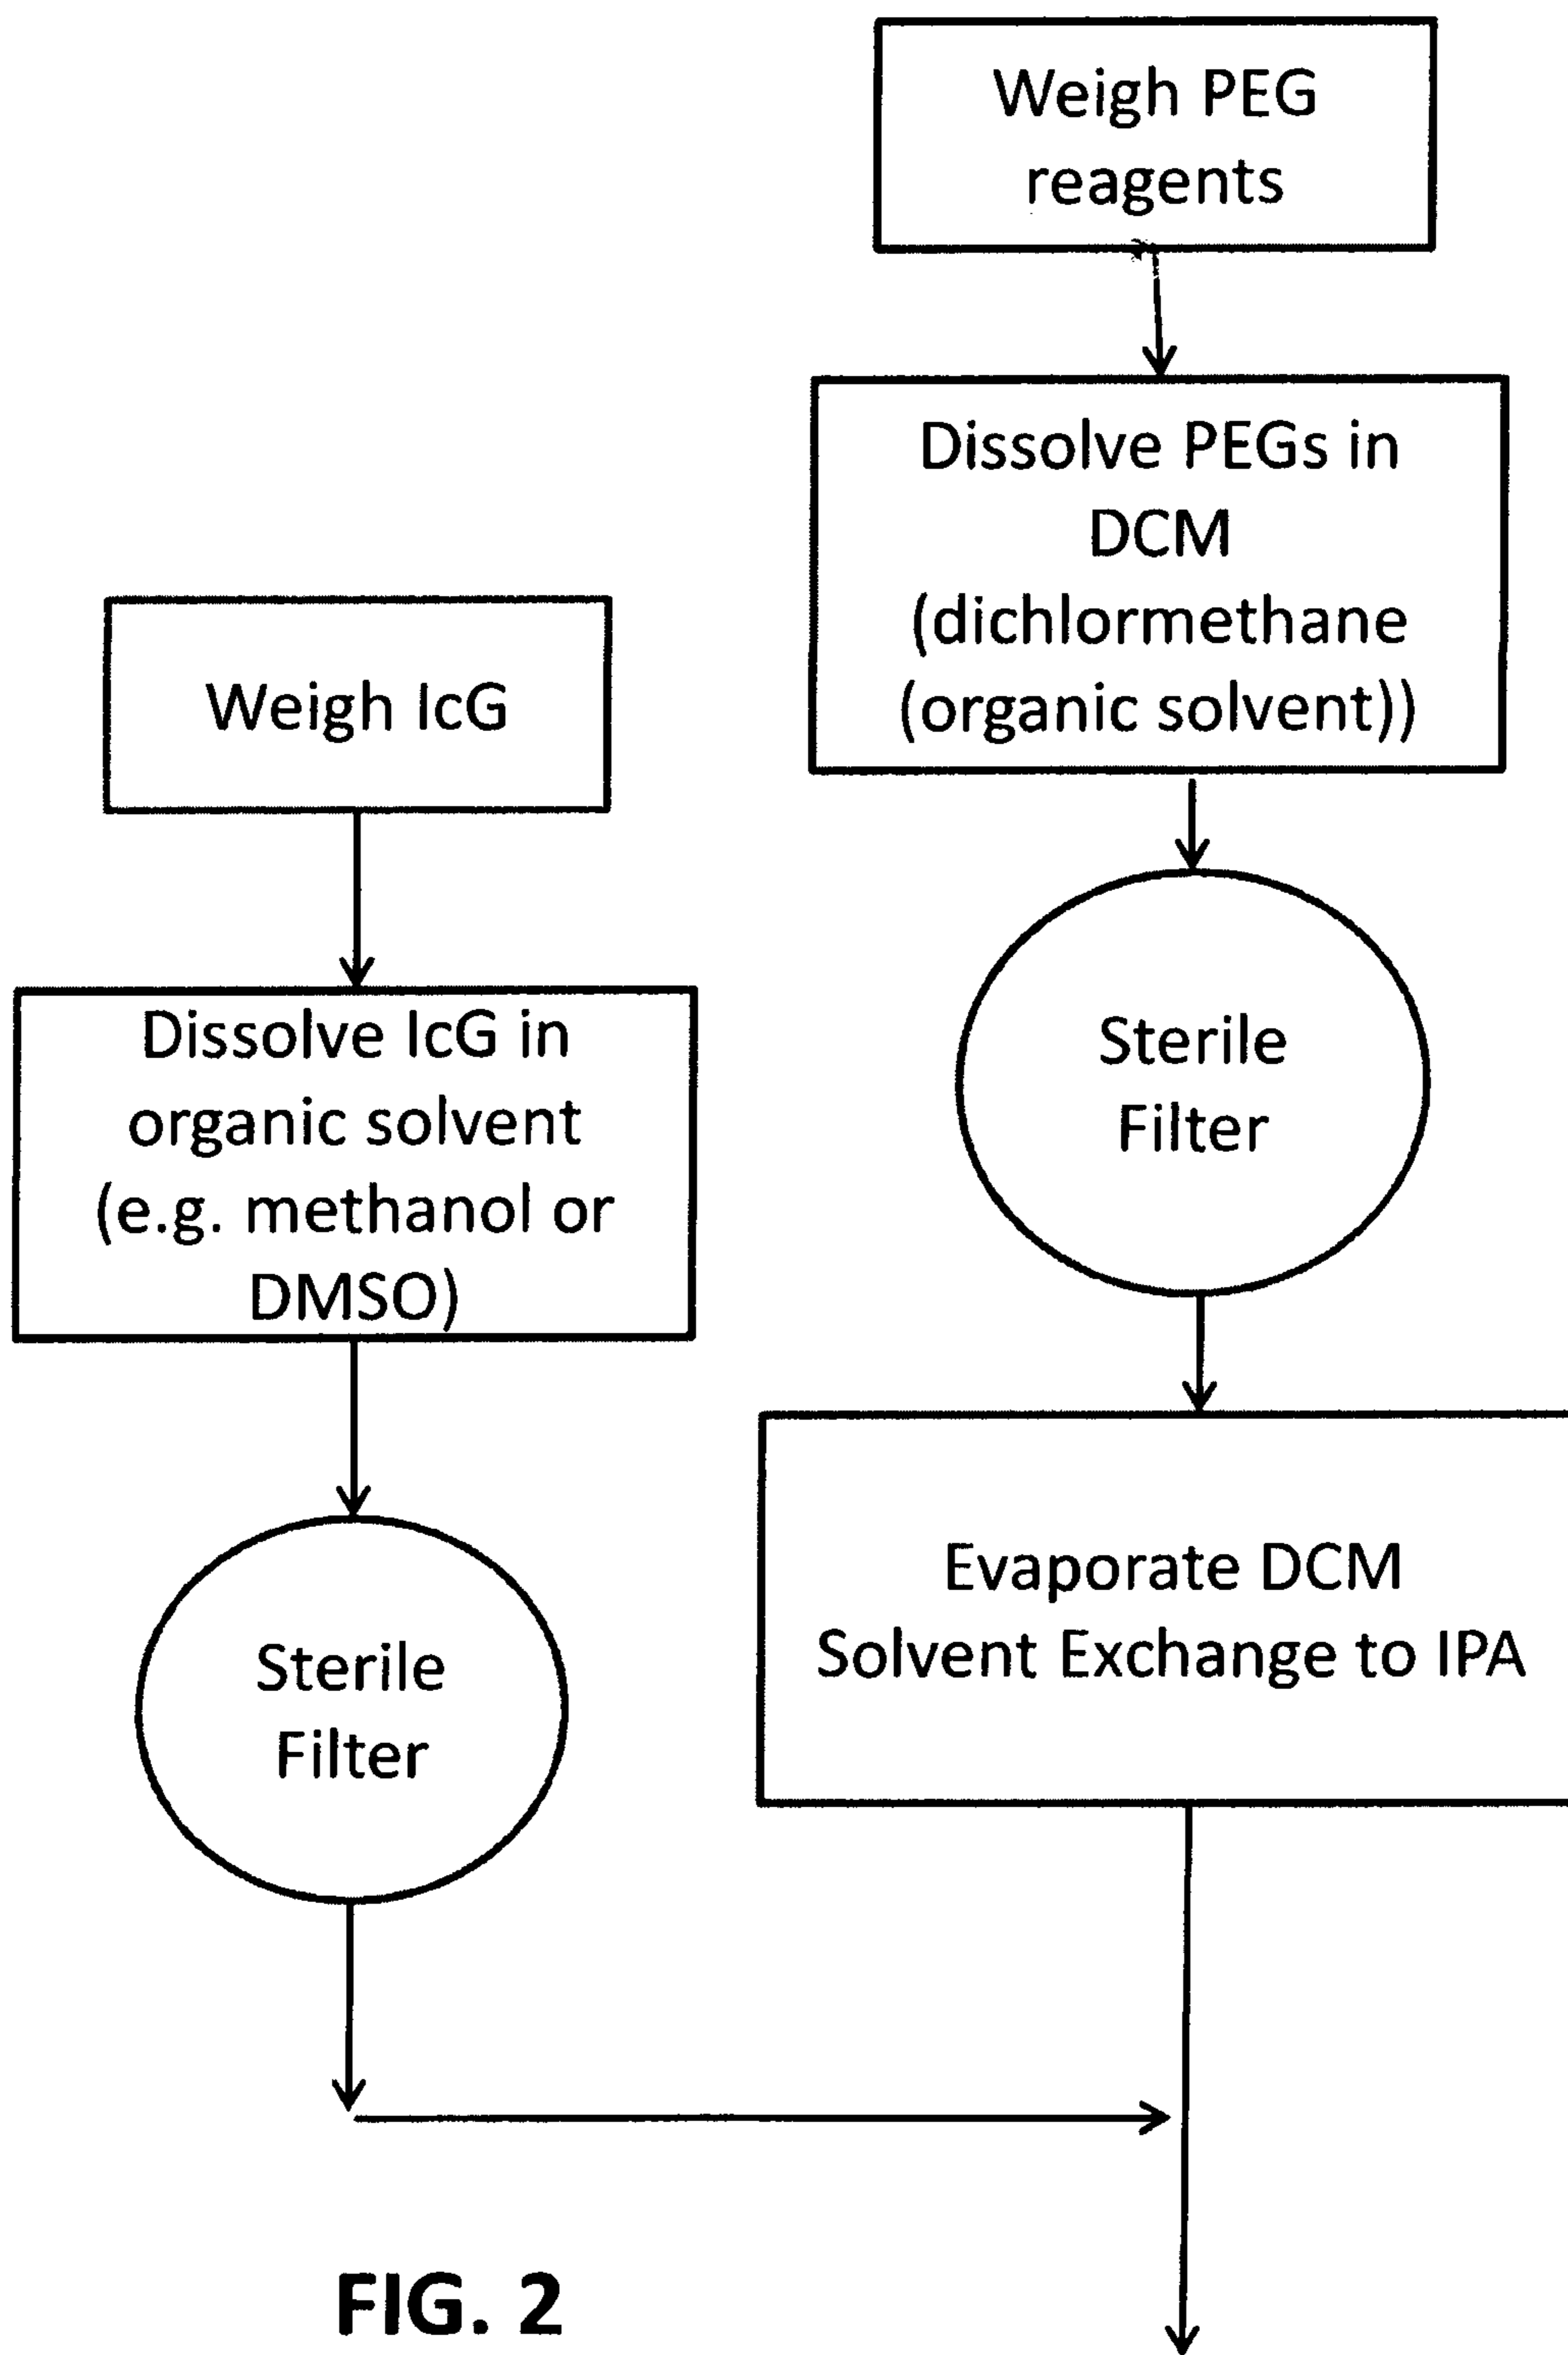 Weigh PEG
reagents
Dissolve PEGs in
DCM
(dichlormethane
(organic solvent))
Weigh IcG
Dissolve IcG in
organic solvent
(e.g. methanol or
DMSO)
Sterile
Filter
Sterile
Filter
Evaporate DCM
Solvent Exchange to IPA
FIG. 2